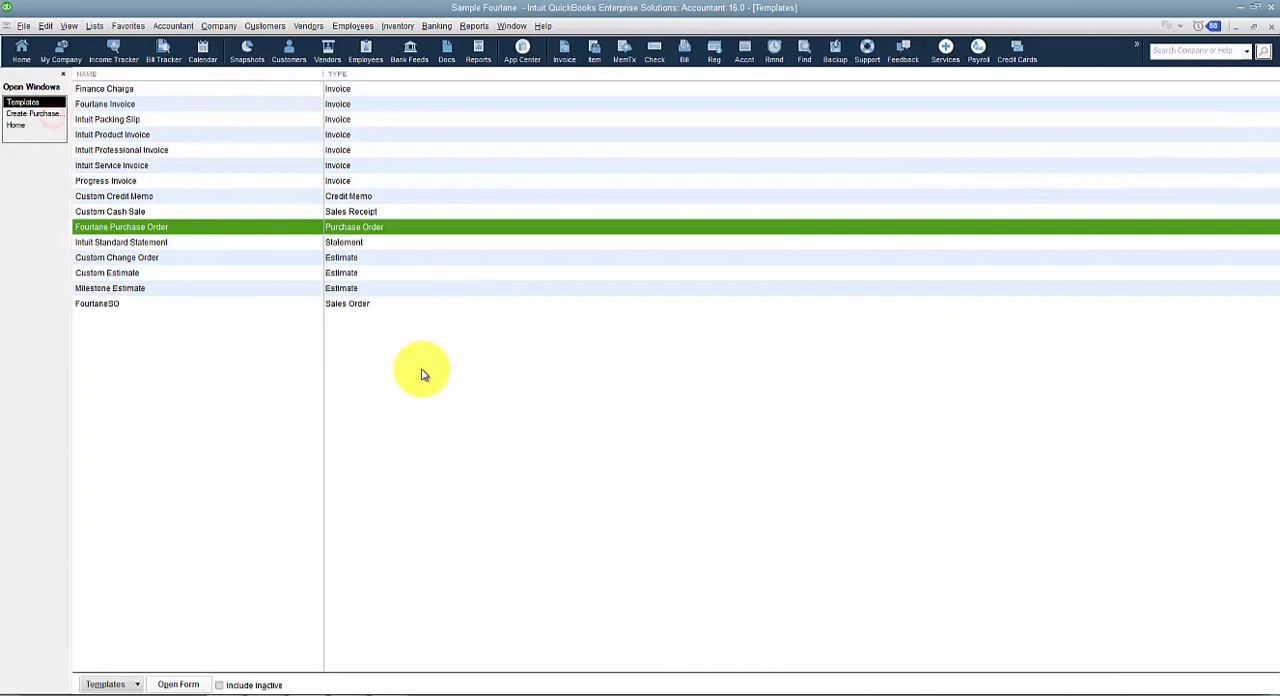 Sample Fourlane - Intuit QuickBooks Enterprise Solutions: Accountant 16.0 - [Templates]
File Edit View Lists Favorites Accountant Company Customers Vendors Employees Inventory Banking Reports Window Help 88
Home My Company Income Tracker Bill Tracker Calendar Snapshots Customers Vendors Employees Bank Feeds Docs Reports App Center Invoice Item MemTx Check Bill Reg Accnt Rmnd Find Backup Support Feedback Services Payroll Credit Cards » Search Company or Help
Open Windows
Templates
Create Purchase...
Home
NAME TYPE
Finance Charge Invoice
Fourlane Invoice Invoice
Intuit Packing Slip Invoice
Intuit Product Invoice Invoice
Intuit Professional Invoice Invoice
Intuit Service Invoice Invoice
Progress Invoice Invoice
Custom Credit Memo Credit Memo
Custom Cash Sale Sales Receipt
Fourlane Purchase Order Purchase Order
Intuit Standard Statement Statement
Custom Change Order Estimate
Custom Estimate Estimate
Milestone Estimate Estimate
FourlaneSO Sales Order
Templates Open Form Include inactive